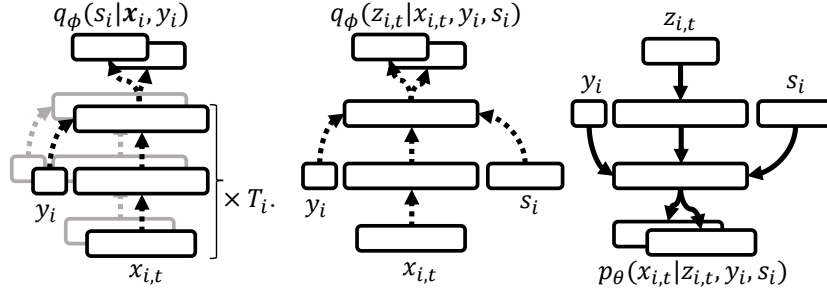 q_ϕ(s_i|𝒙_i, y_i)
y_i
x_{i,t}
× T_i.
q_ϕ(z_{i,t}|x_{i,t}, y_i, s_i)
y_i
s_i
x_{i,t}
z_{i,t}
y_i
s_i
p_θ(x_{i,t}|z_{i,t}, y_i, s_i)